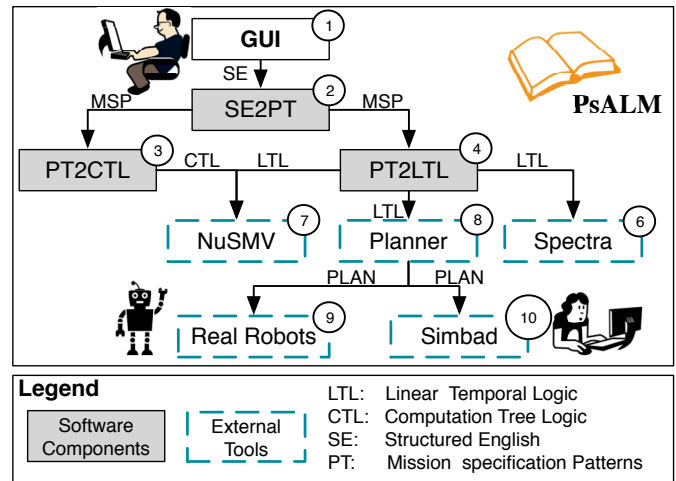 GUI
1
SE
PsALM
MSP
SE2PT
2
MSP
PT2CTL
3
CTL
LTL
PT2LTL
4
LTL
NuSMV
7
LTL
Planner
8
Spectra
6
PLAN
PLAN
Real Robots
9
Simbad
10
Legend
Software
Components
External
Tools
LTL: Linear Temporal Logic
CTL: Computation Tree Logic
SE: Structured English
PT: Mission specification Patterns